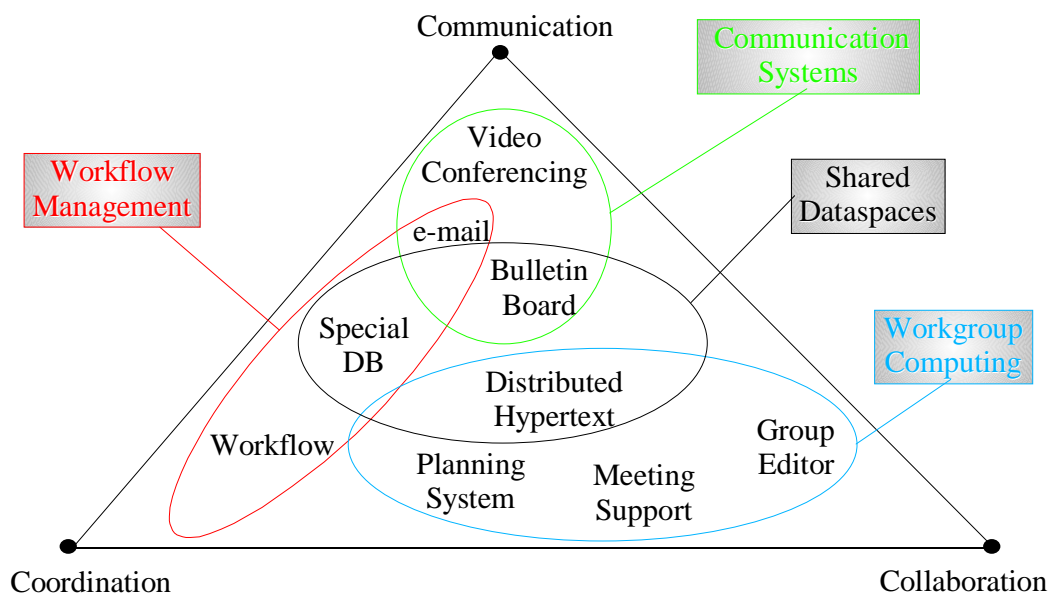 Communication
Communication
Systems
Video
Conferencing
Workflow
Management
Shared
Dataspaces
e-mail
Bulletin
Board
Special
DB
Workgroup
Computing
Distributed
Hypertext
Workflow
Group
Editor
Planning
System
Meeting
Support
Coordination
Collaboration